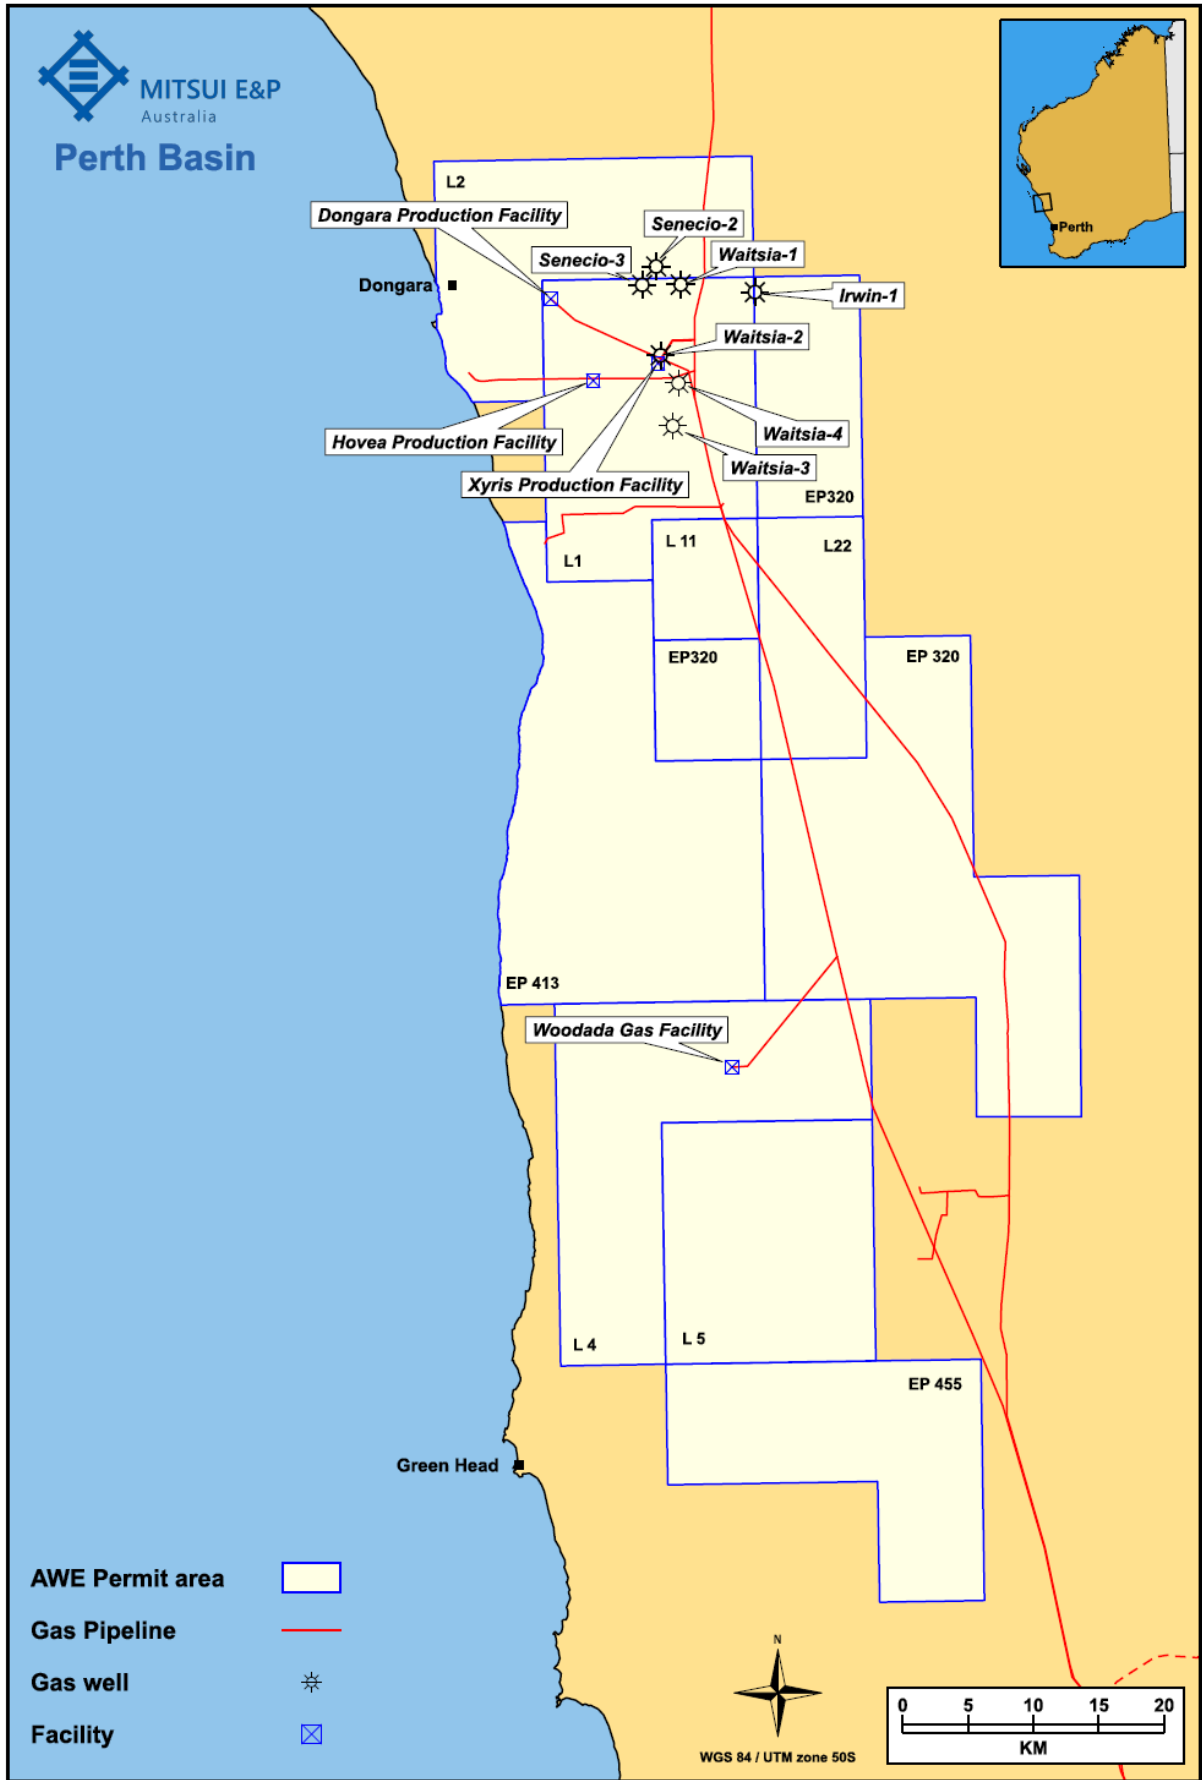 MITSUI E&P
Australia
Perth Basin
Perth
L2
Dongara Production Facility
Senecio-2
Senecio-3
Waitsia-1
Dongara
Irwin-1
Waitsia-2
Hovea Production Facility
Waitsia-4
Waitsia-3
Xyris Production Facility
EP320
L1
L 11
L22
EP320
EP 320
EP 413
Woodada Gas Facility
L 4
L 5
EP 455
Green Head
AWE Permit area
Gas Pipeline
Gas well
Facility
N
WGS 84 / UTM zone 50S
0 5 10 15 20
KM